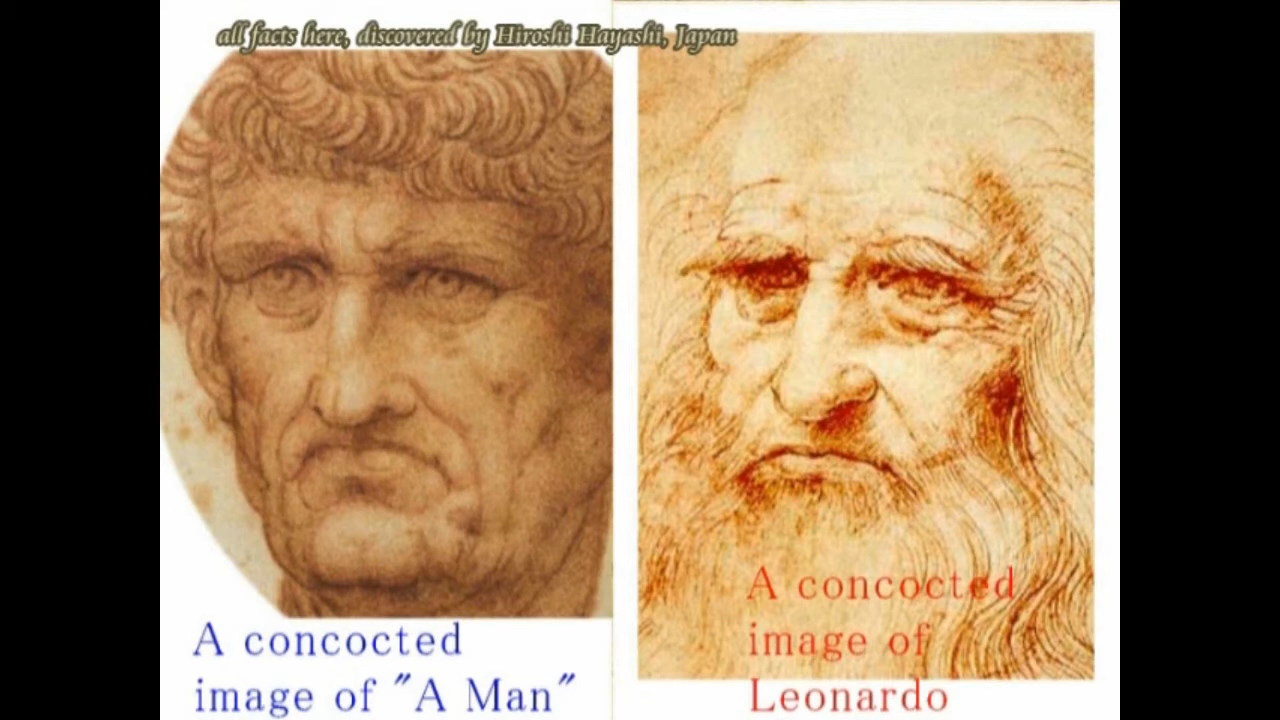 all facts here, discovered by Hiroshi Hayashi, Japan
A concocted
image of "A Man"
A concocted
image of
Leonardo